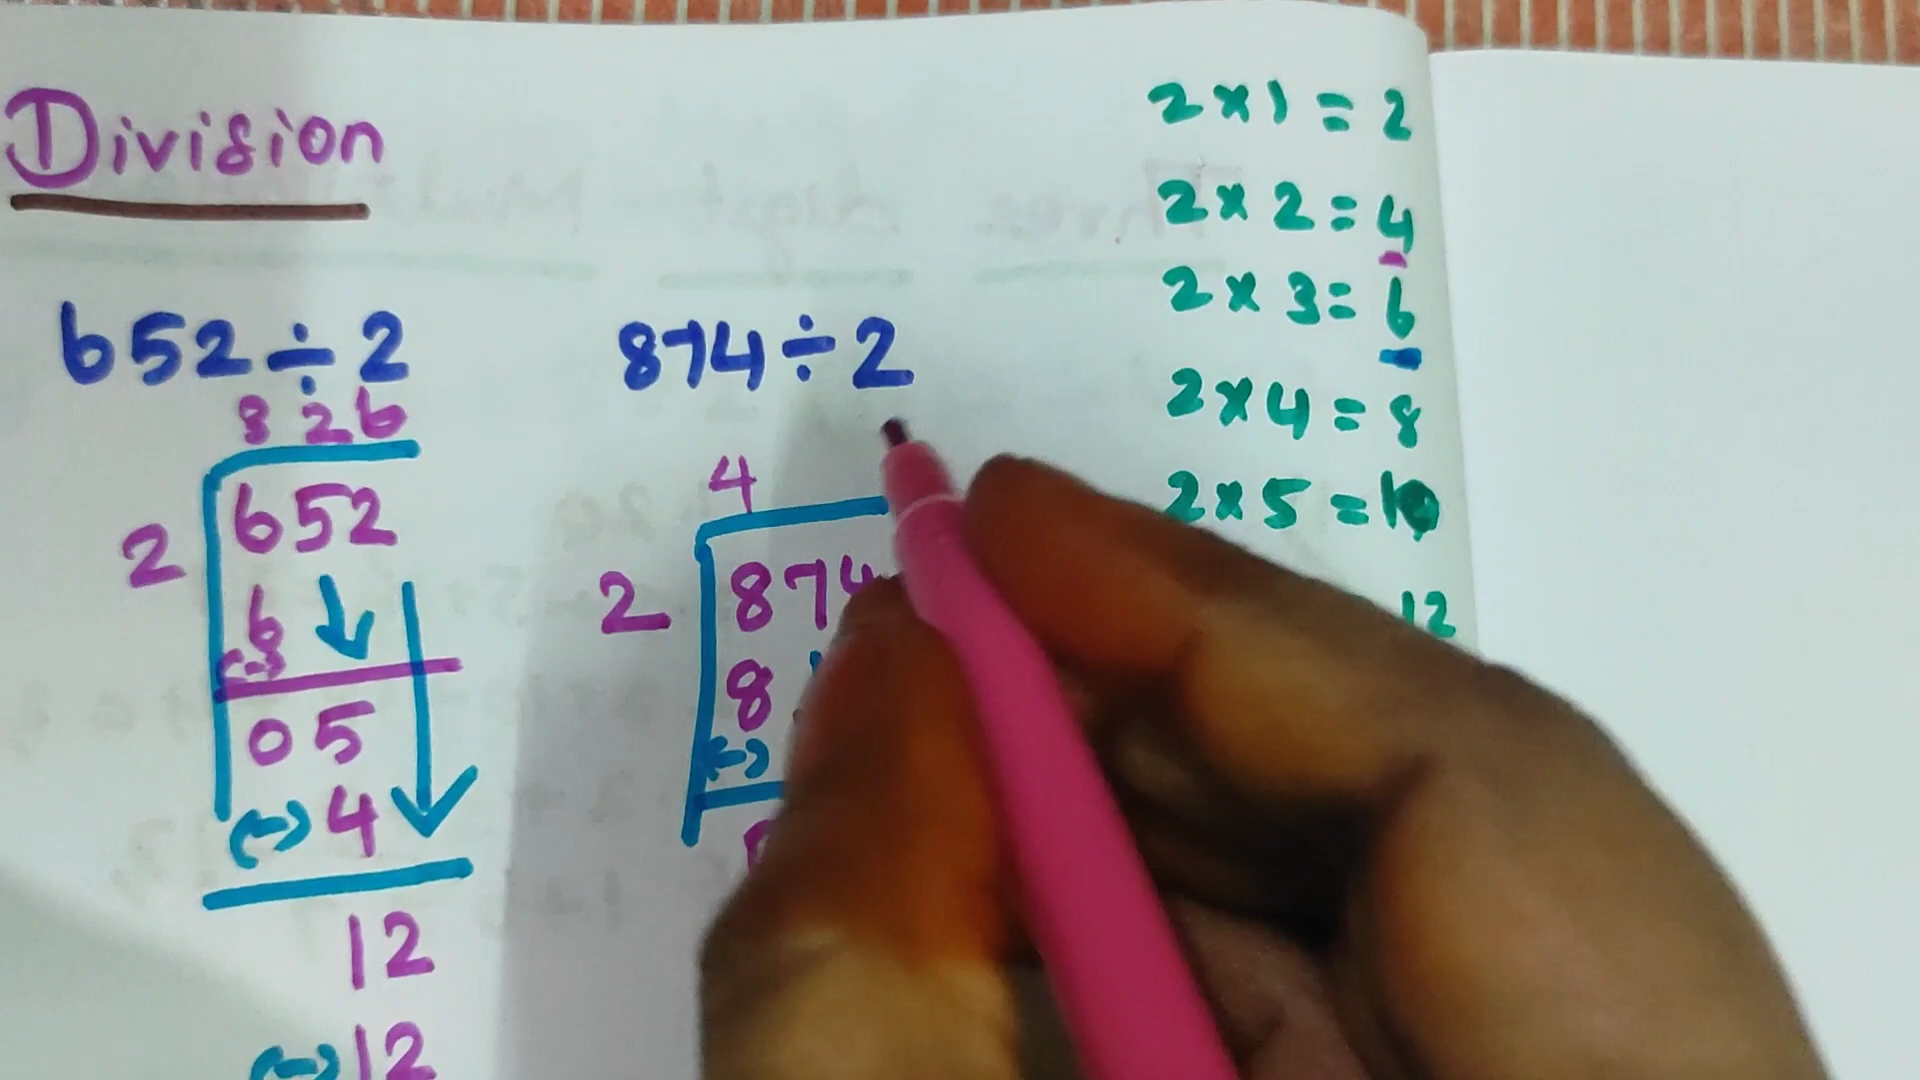 Division
652 ÷ 2
326
2 652
6
(-)
05
(-) 4
12
(-) 12
874 ÷ 2
4
2 874
8
(-)
2 × 1 = 2
2 × 2 = 4
2 × 3 = 6
2 × 4 = 8
2 × 5 = 10
12